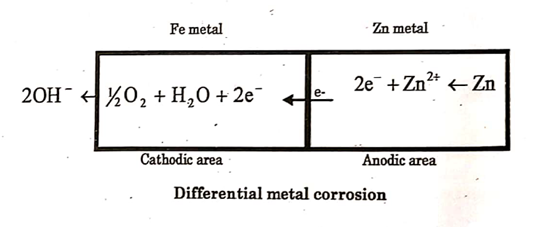 Fe metal Zn metal
2OH⁻ ← ½O₂ + H₂O + 2e⁻ ← e- 2e⁻ + Zn²⁺ ← Zn
Cathodic area Anodic area
Differential metal corrosion